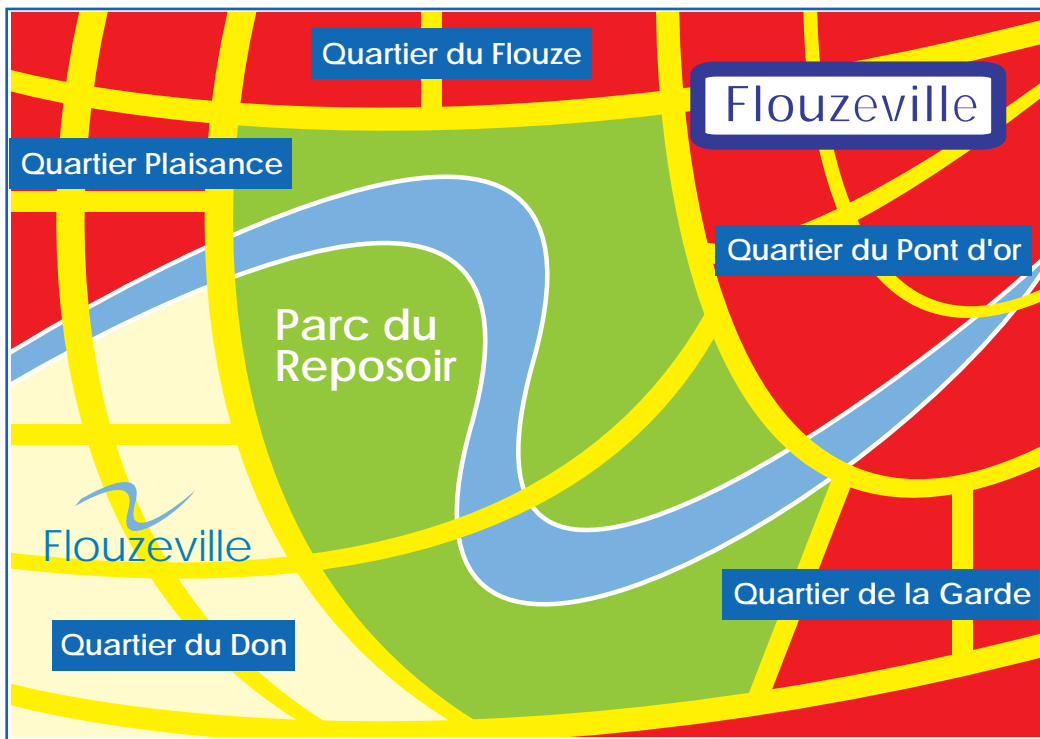 Quartier du Flouze
Flouzeville
Quartier Plaisance
Quartier du Pont d'or
Parc du
Reposoir
Flouzeville
Quartier de la Garde
Quartier du Don